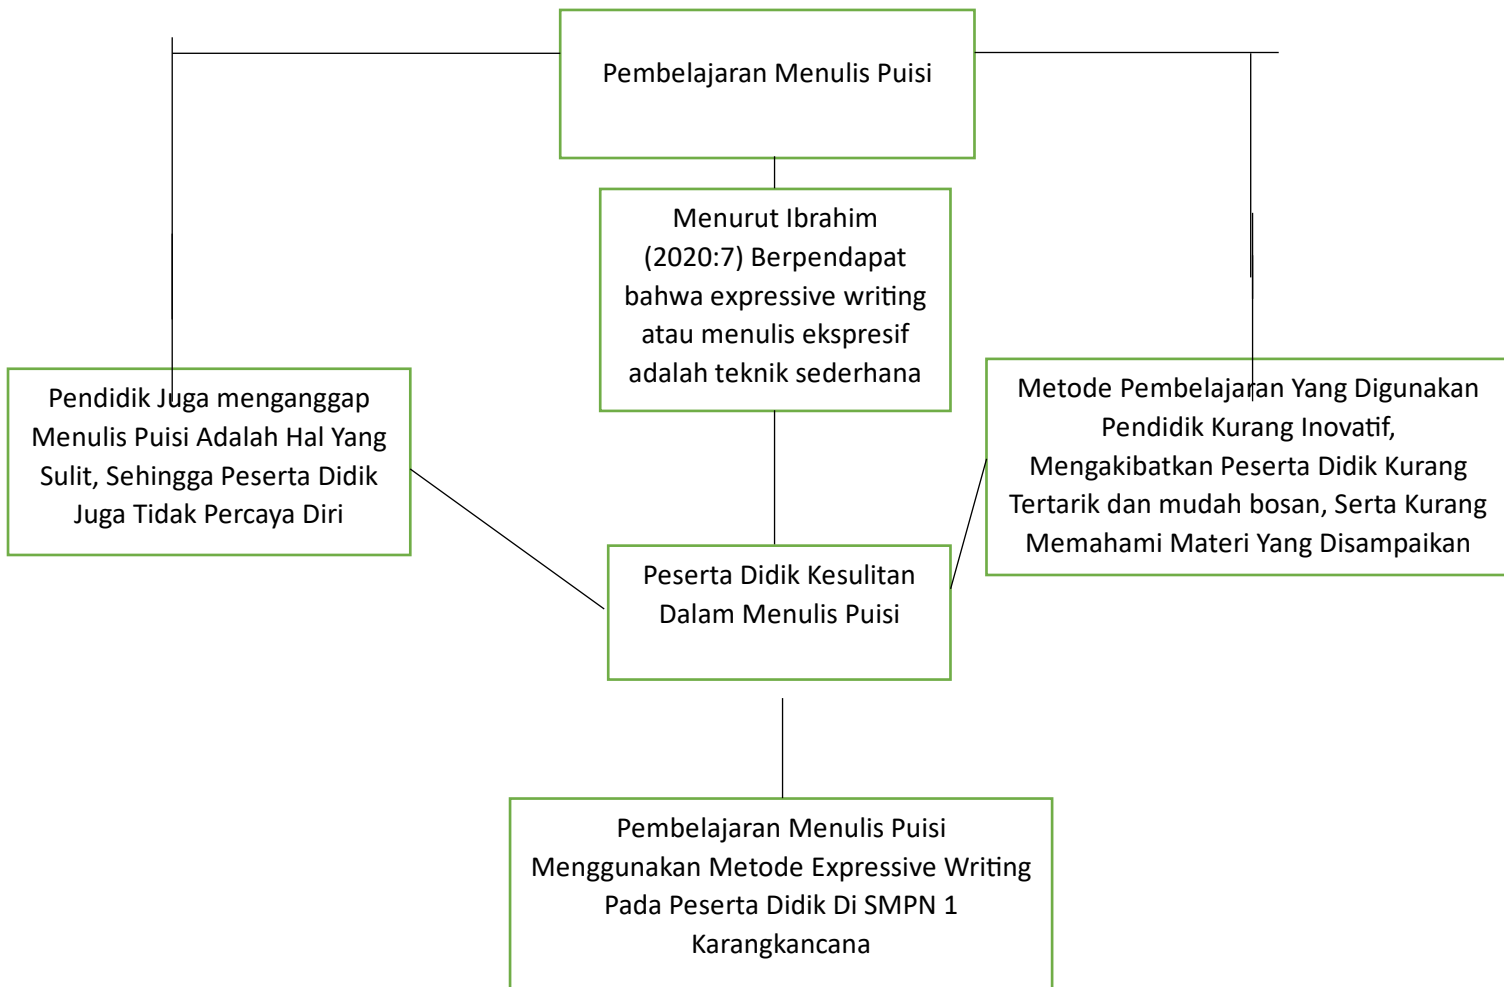 Pembelajaran Menulis Puisi
Menurut Ibrahim
(2020:7) Berpendapat
bahwa expressive writing
atau menulis ekspresif
adalah teknik sederhana
Pendidik Juga menganggap
Menulis Puisi Adalah Hal Yang
Sulit, Sehingga Peserta Didik
Juga Tidak Percaya Diri
Metode Pembelajaran Yang Digunakan
Pendidik Kurang Inovatif,
Mengakibatkan Peserta Didik Kurang
Tertarik dan mudah bosan, Serta Kurang
Memahami Materi Yang Disampaikan
Peserta Didik Kesulitan
Dalam Menulis Puisi
Pembelajaran Menulis Puisi
Menggunakan Metode Expressive Writing
Pada Peserta Didik Di SMPN 1
Karangkancana